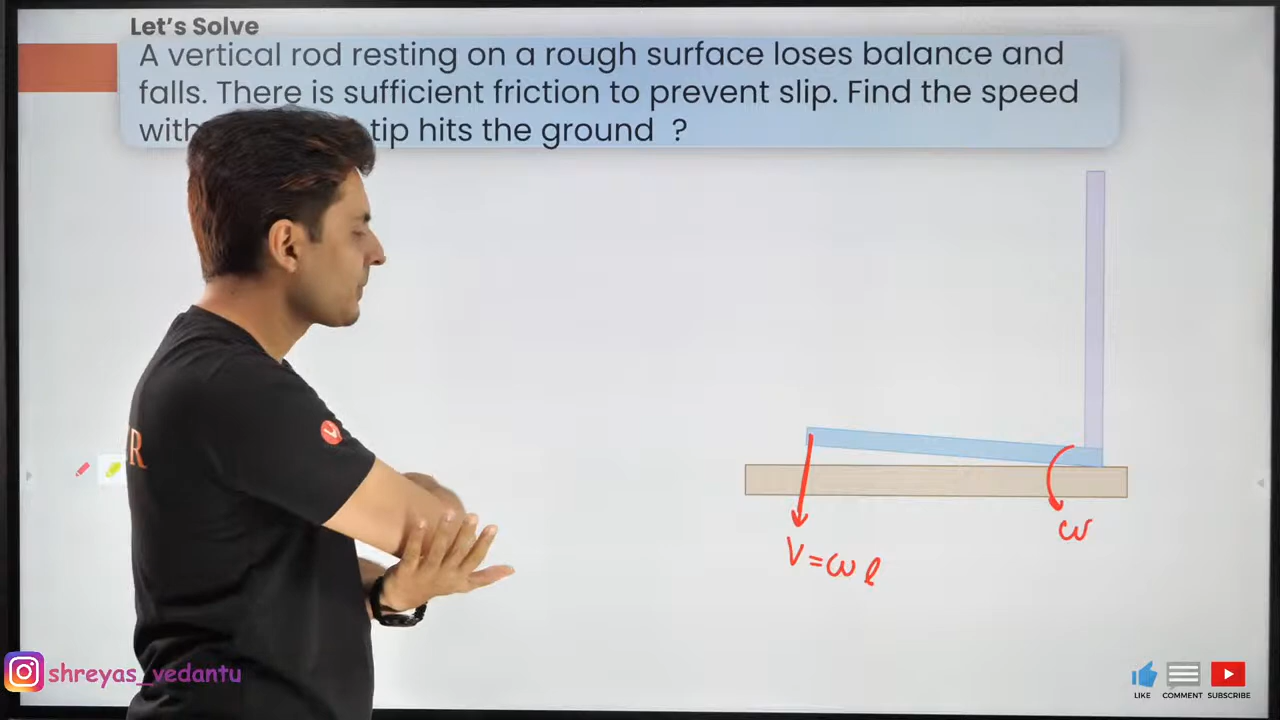 Let's Solve
A vertical rod resting on a rough surface loses balance and
falls. There is sufficient friction to prevent slip. Find the speed
with tip hits the ground ?
ω
V=ωl
R
shreyas_vedantu
LIKE COMMENT SUBSCRIBE